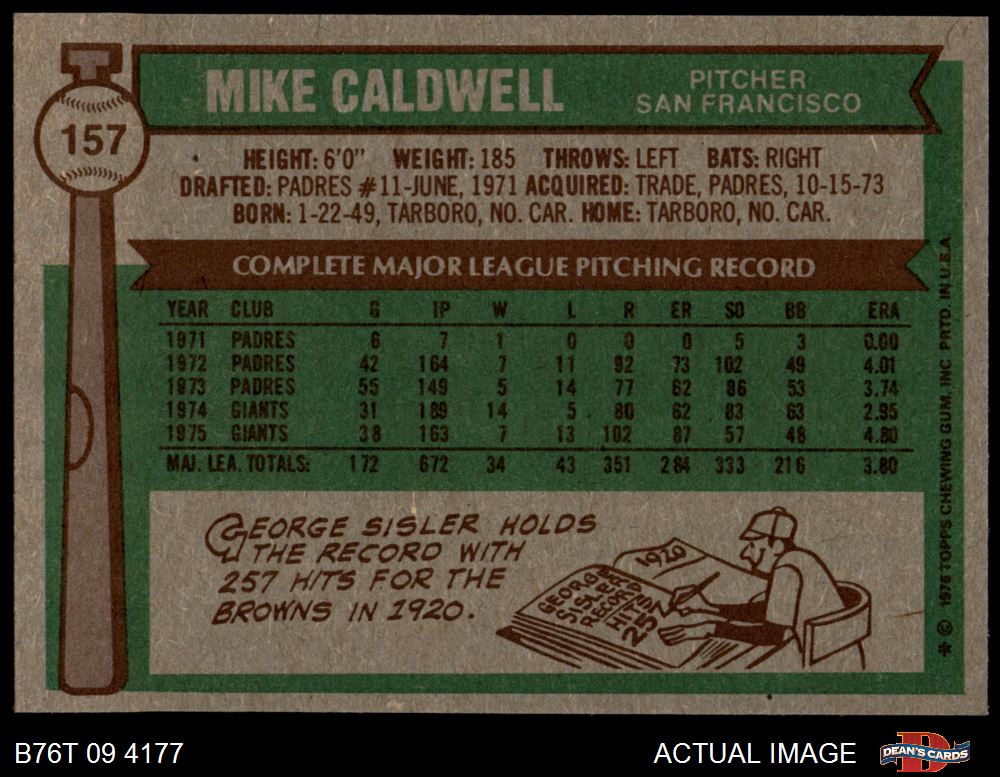 157
MIKE CALDWELL
PITCHER
SAN FRANCISCO
HEIGHT: 6'0" WEIGHT: 185 THROWS: LEFT BATS: RIGHT
DRAFTED: PADRES #11-JUNE, 1971 ACQUIRED: TRADE, PADRES, 10-15-73
BORN: 1-22-49, TARBORO, NO. CAR. HOME: TARBORO, NO. CAR.
COMPLETE MAJOR LEAGUE PITCHING RECORD
YEAR CLUB G IP W L R ER SO BB ERA
1971 PADRES 6 7 1 0 0 0 5 3 0.00
1972 PADRES 42 164 7 11 92 73 102 49 4.01
1973 PADRES 55 149 5 14 77 62 86 53 3.74
1974 GIANTS 31 189 14 5 80 62 83 63 2.95
1975 GIANTS 38 163 7 13 102 87 57 48 4.80
MAJ. LEA. TOTALS: 172 672 34 43 351 284 333 216 3.80
GEORGE SISLER HOLDS
THE RECORD WITH
257 HITS FOR THE
BROWNS IN 1920.
1920
GEORGE
SISLER
RECORD
HITS
257
* © 1976 TOPPS CHEWING GUM, INC PRTD. IN U.S.A.
B76T 09 4177
ACTUAL IMAGE
DEAN'S CARDS